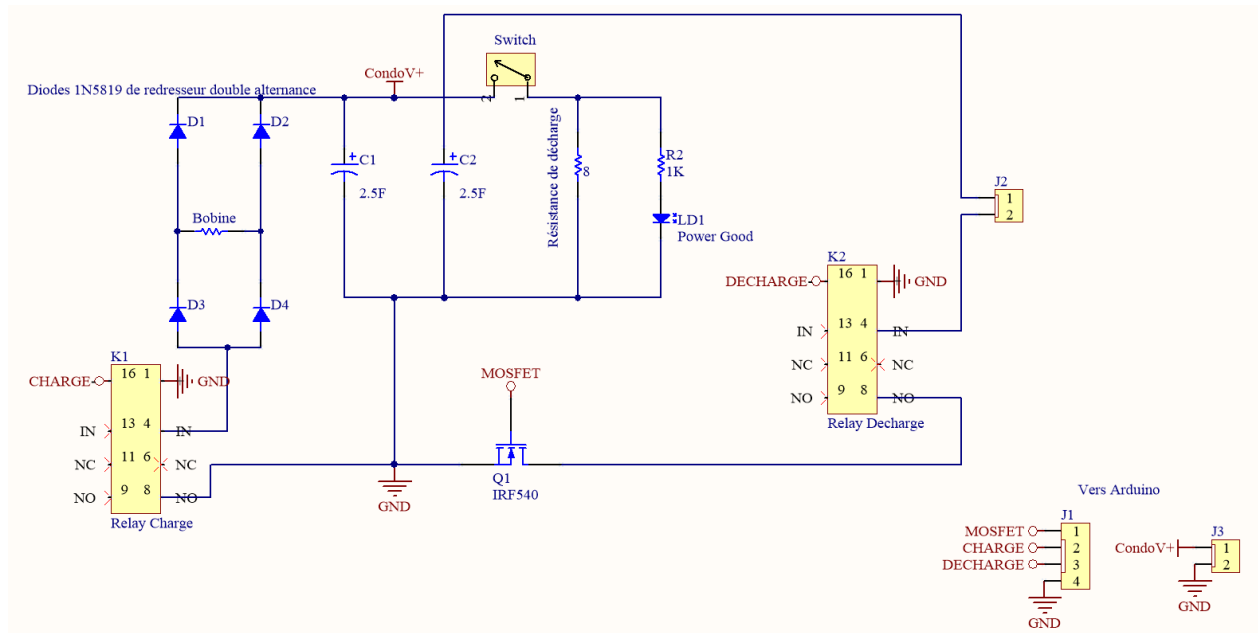 Switch
CondoV+
Diodes 1N5819 de redresseur double alternance
2
1
D1
D2
C1
2.5F
C2
2.5F
Résistance de décharge
8
R2
1K
LD1
Power Good
Bobine
D3
D4
J2
1
2
K2
DECHARGE
16 1
GND
IN
13 4
IN
NC
11 6
NC
NO
9 8
NO
Relay Decharge
K1
CHARGE
16 1
GND
IN
13 4
IN
NC
11 6
NC
NO
9 8
NO
Relay Charge
MOSFET
Q1
IRF540
GND
Vers Arduino
J1
MOSFET
1
CHARGE
2
DECHARGE
3
4
GND
J3
CondoV+
1
2
GND